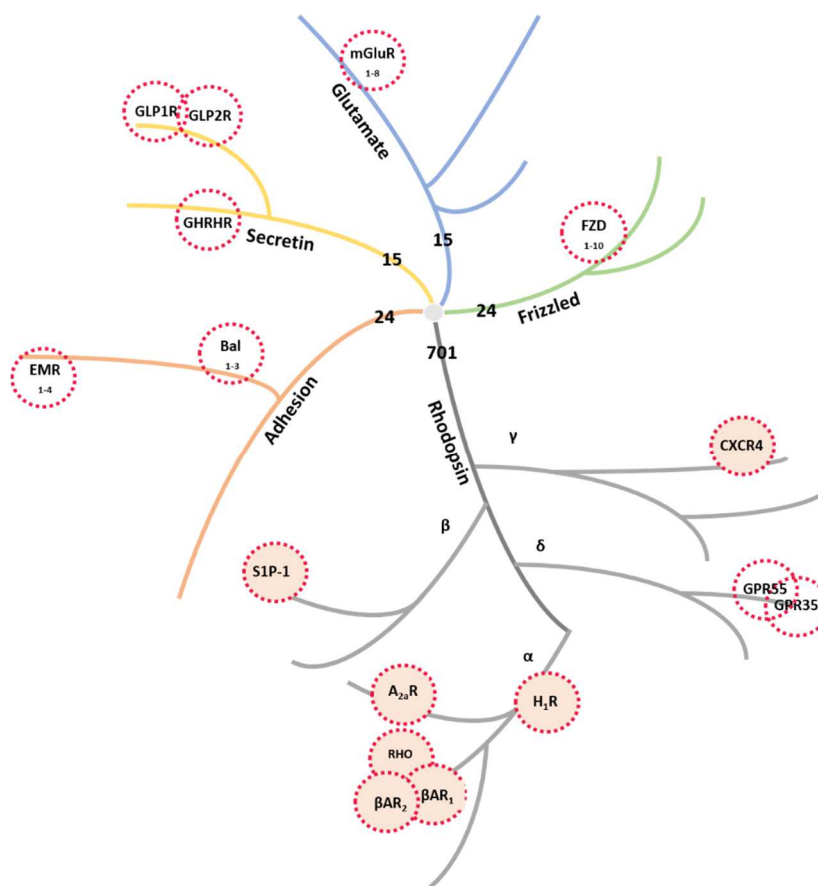 mGluR
1-8
Glutamate
GLP1R
GLP2R
GHRHR
Secretin
15
15
FZD
1-10
Frizzled
24
24
701
Bal
1-3
EMR
1-4
Adhesion
Rhodopsin
γ
CXCR4
β
δ
S1P-1
GPR55
GPR35
α
A2aR
H1R
RHO
βAR2
βAR1